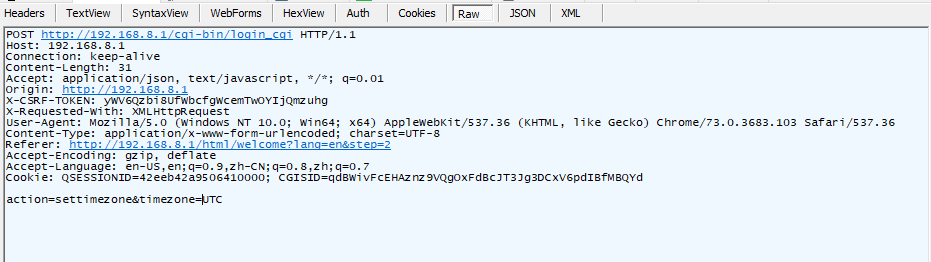 Headers TextView SyntaxView WebForms HexView Auth Cookies Raw JSON XML
POST http://192.168.8.1/cgi-bin/login_cgi HTTP/1.1
Host: 192.168.8.1
Connection: keep-alive
Content-Length: 31
Accept: application/json, text/javascript, */*; q=0.01
Origin: http://192.168.8.1
X-CSRF-TOKEN: yWV6Qzbi8UfWbcfgWcemTwOYIjQmzuhg
X-Requested-With: XMLHttpRequest
User-Agent: Mozilla/5.0 (Windows NT 10.0; Win64; x64) AppleWebKit/537.36 (KHTML, like Gecko) Chrome/73.0.3683.103 Safari/537.36
Content-Type: application/x-www-form-urlencoded; charset=UTF-8
Referer: http://192.168.8.1/html/welcome?lang=en&step=2
Accept-Encoding: gzip, deflate
Accept-Language: en-US,en;q=0.9,zh-CN;q=0.8,zh;q=0.7
Cookie: QSESSIONID=42eeb42a9506410000; CGISID=qdBWivFcEHAznz9VQgOxFdBcJT3Jg3DCxV6pdIBfMBQYd
action=settimezone&timezone=UTC